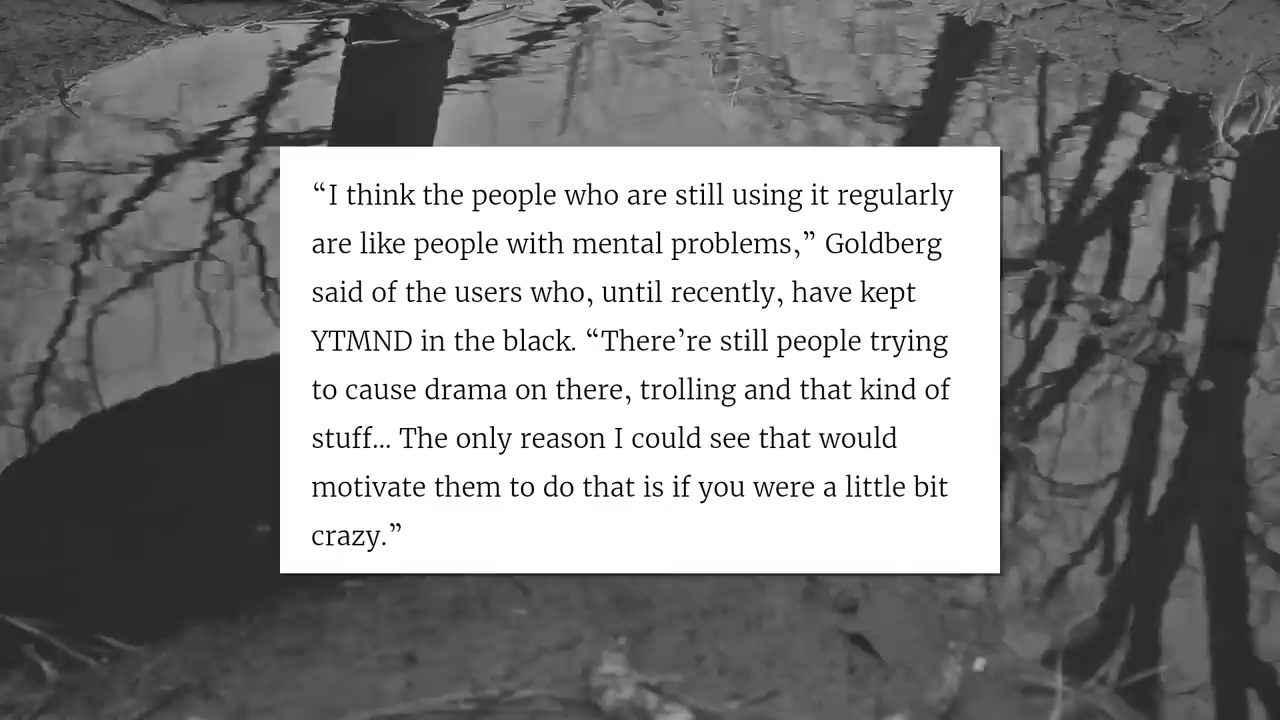 “I think the people who are still using it regularly
are like people with mental problems,” Goldberg
said of the users who, until recently, have kept
YTMND in the black. “There’re still people trying
to cause drama on there, trolling and that kind of
stuff... The only reason I could see that would
motivate them to do that is if you were a little bit
crazy.”